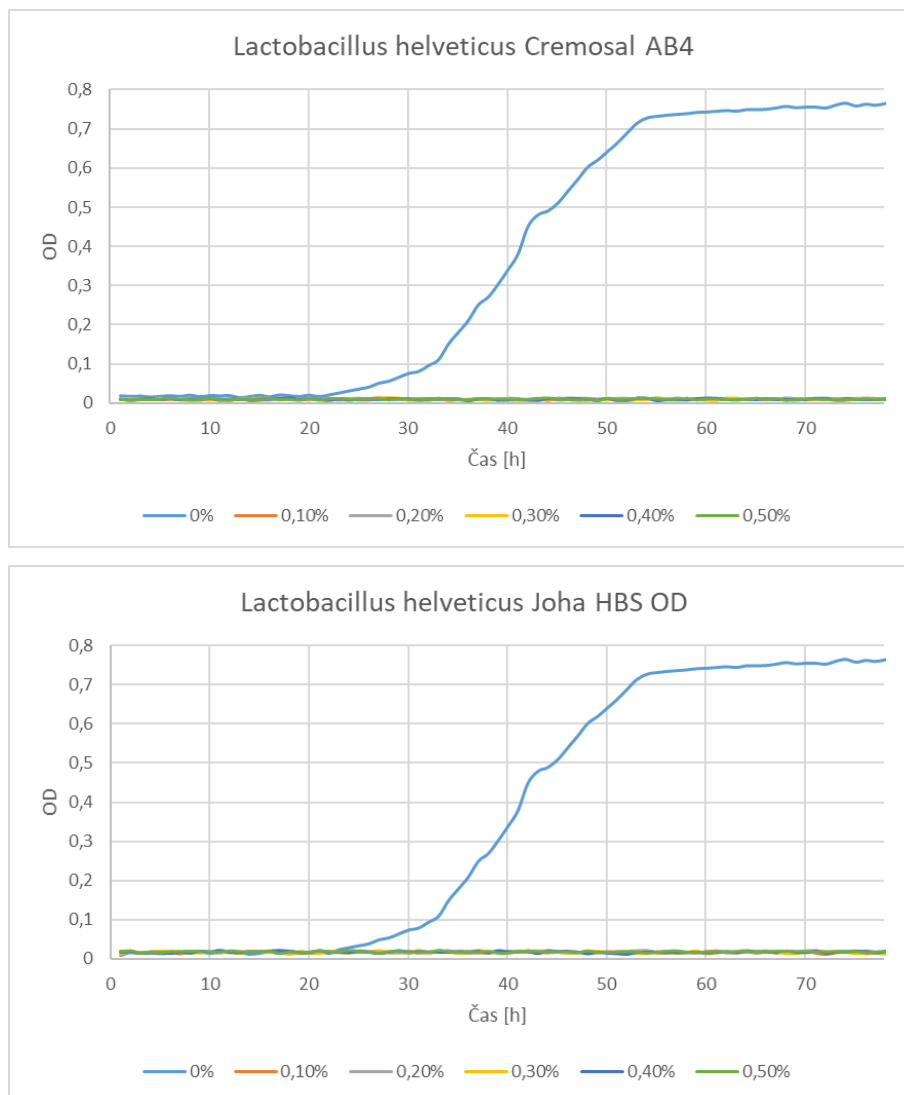 Lactobacillus helveticus Cremosal AB4
0,8
0,7
0,6
0,5
0,4
0,3
0,2
0,1
0
OD
0 10 20 30 40 50 60 70
Čas [h]
0% 0,10% 0,20% 0,30% 0,40% 0,50%
Lactobacillus helveticus Joha HBS OD
0,8
0,7
0,6
0,5
0,4
0,3
0,2
0,1
0
OD
0 10 20 30 40 50 60 70
Čas [h]
0% 0,10% 0,20% 0,30% 0,40% 0,50%